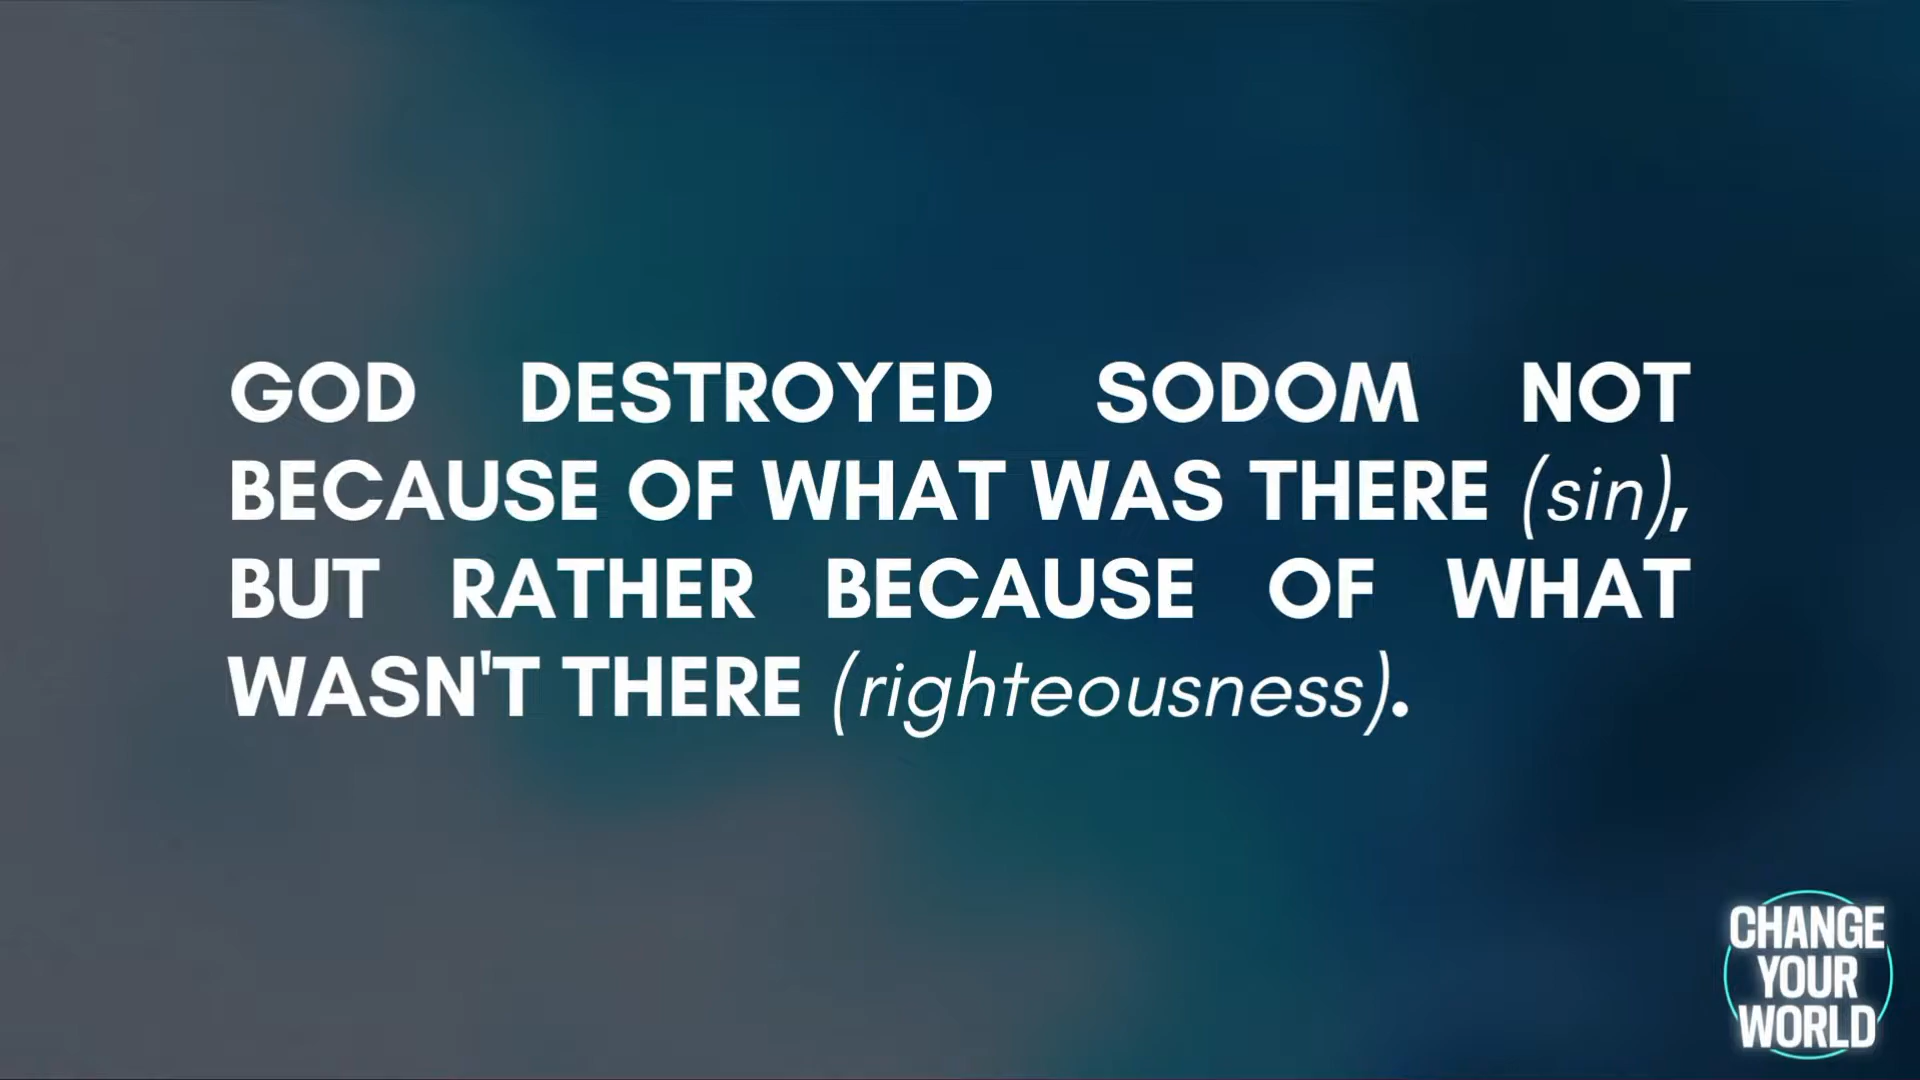 GOD DESTROYED SODOM NOT
BECAUSE OF WHAT WAS THERE (sin),
BUT RATHER BECAUSE OF WHAT
WASN'T THERE (righteousness).
CHANGE
YOUR
WORLD